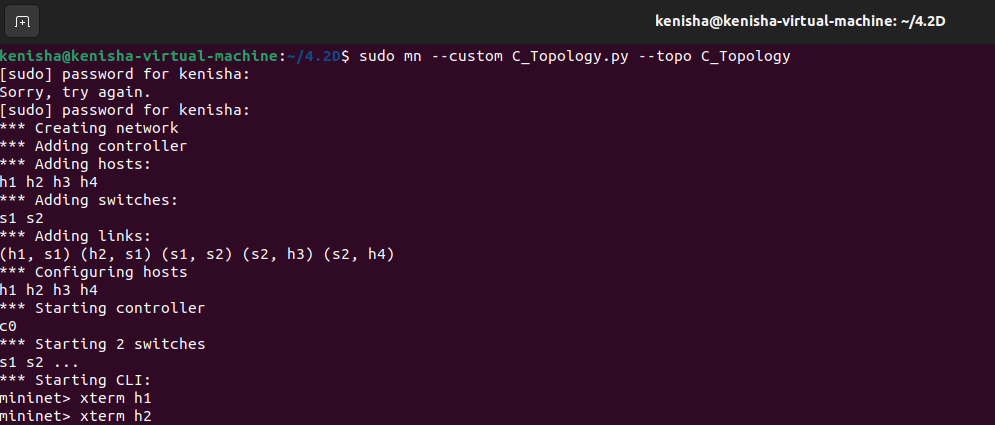 kenisha@kenisha-virtual-machine: ~/4.2D
kenisha@kenisha-virtual-machine:~/4.2D$ sudo mn --custom C_Topology.py --topo C_Topology
[sudo] password for kenisha:
Sorry, try again.
[sudo] password for kenisha:
*** Creating network
*** Adding controller
*** Adding hosts:
h1 h2 h3 h4
*** Adding switches:
s1 s2
*** Adding links:
(h1, s1) (h2, s1) (s1, s2) (s2, h3) (s2, h4)
*** Configuring hosts
h1 h2 h3 h4
*** Starting controller
c0
*** Starting 2 switches
s1 s2 ...
*** Starting CLI:
mininet> xterm h1
mininet> xterm h2